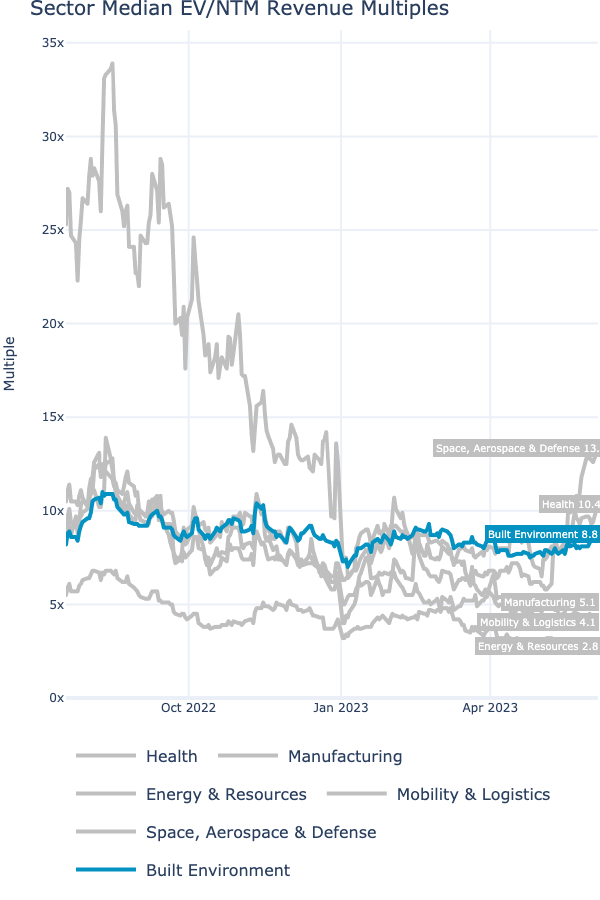 Sector Median EV/NTM Revenue Multiples
35x
30x
25x
20x
15x
10x
5x
0x
Multiple
Space, Aerospace & Defense 13.
Health 10.4
Built Environment 8.8
Manufacturing 5.1
Mobility & Logistics 4.1
Energy & Resources 2.8
Oct 2022 Jan 2023 Apr 2023
Health Manufacturing
Energy & Resources Mobility & Logistics
Space, Aerospace & Defense
Built Environment